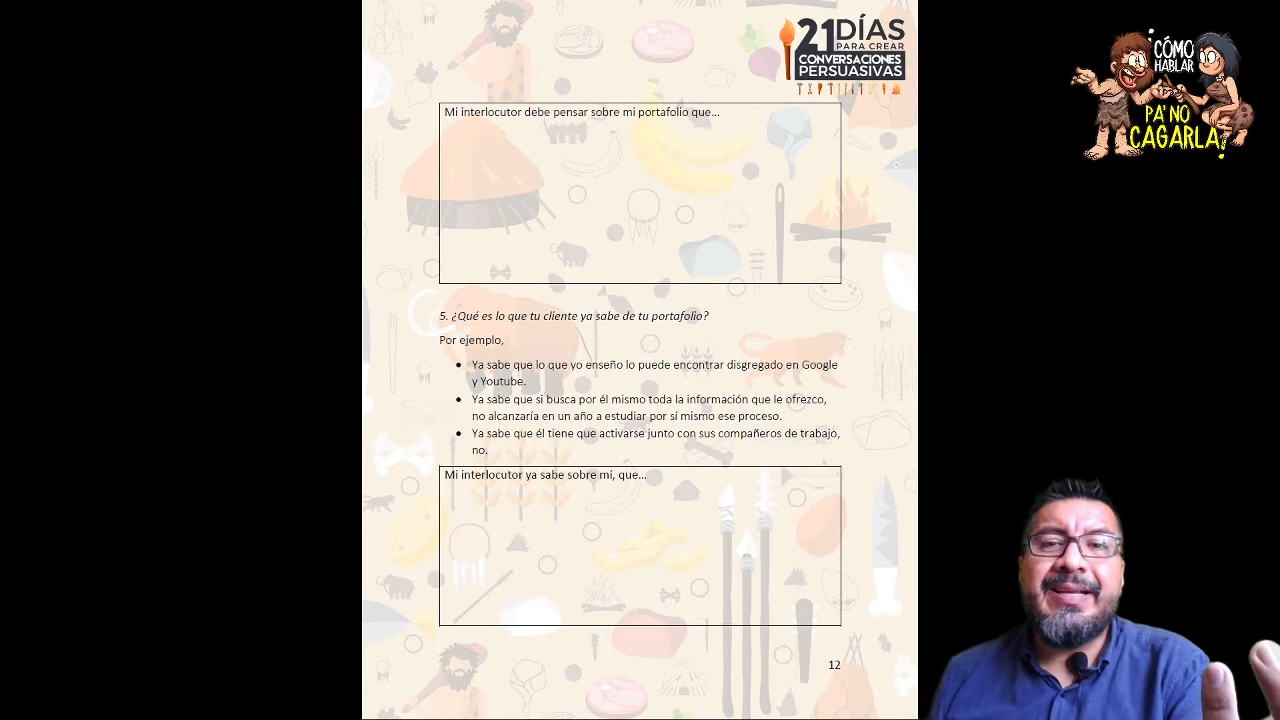 21 DÍAS
PARA CREAR
CONVERSACIONES
PERSUASIVAS
¡CÓMO
HABLAR
PA' NO
CAGARLA!
Mi interlocutor debe pensar sobre mi portafolio que...
5. ¿Qué es lo que tu cliente ya sabe de tu portafolio?
Por ejemplo,
● Ya sabe que lo que yo enseño lo puede encontrar disgregado en Google
y Youtube.
● Ya sabe que si busca por él mismo toda la información que le ofrezco,
no alcanzaría en un año a estudiar por sí mismo ese proceso.
● Ya sabe que él tiene que activarse junto con sus compañeros de trabajo,
no.
Mi interlocutor ya sabe sobre mí, que...
12